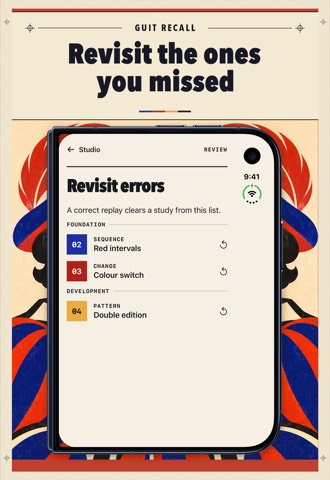 GUIT RECALL
Revisit the ones
you missed
← Studio
REVIEW
9:41
Revisit errors
A correct replay clears a study from this list.
FOUNDATION
02
SEQUENCE
Red intervals
03
CHANGE
Colour switch
DEVELOPMENT
04
PATTERN
Double edition